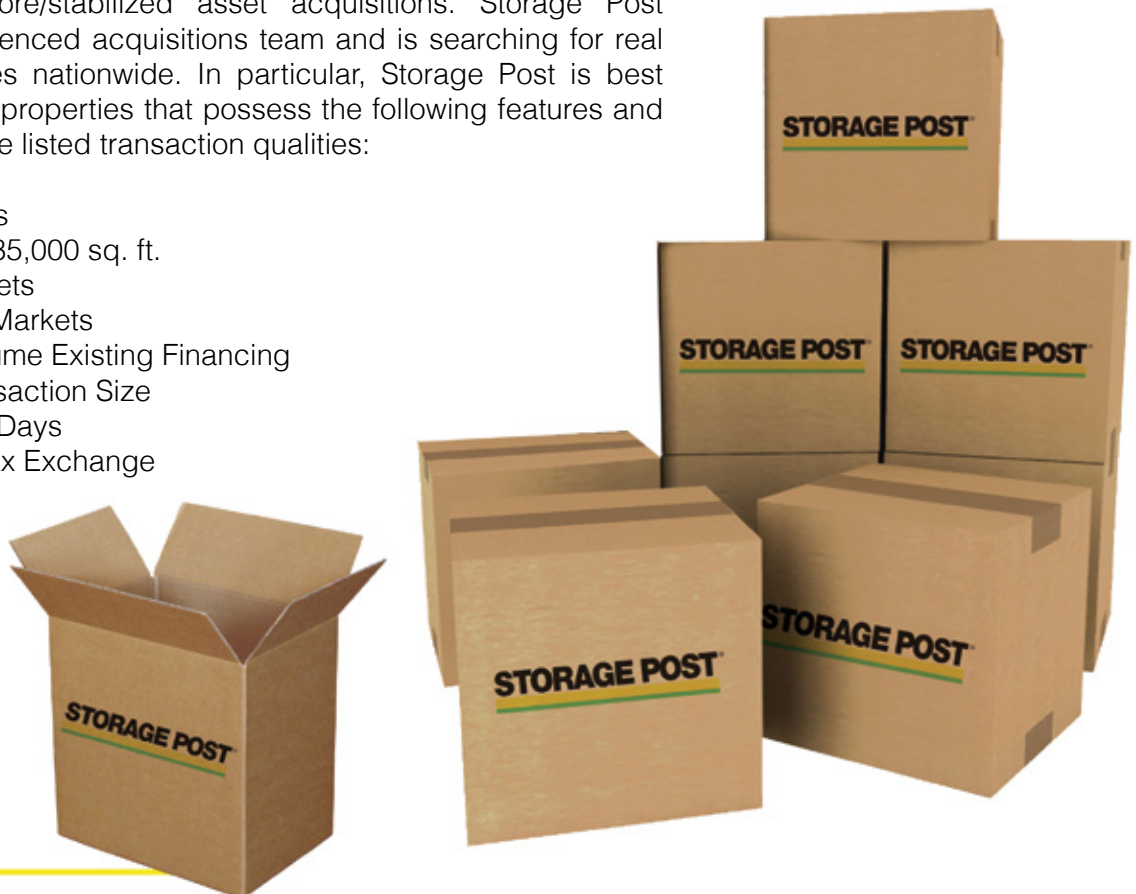 ore/stabilized asset acquisitions. Storage Post
enced acquisitions team and is searching for real
es nationwide. In particular, Storage Post is best
properties that possess the following features and
e listed transaction qualities:
s
35,000 sq. ft.
ets
Markets
ume Existing Financing
saction Size
Days
x Exchange
STORAGE POST
STORAGE POST
STORAGE POST
STORAGE POST
STORAGE POST
STORAGE POST